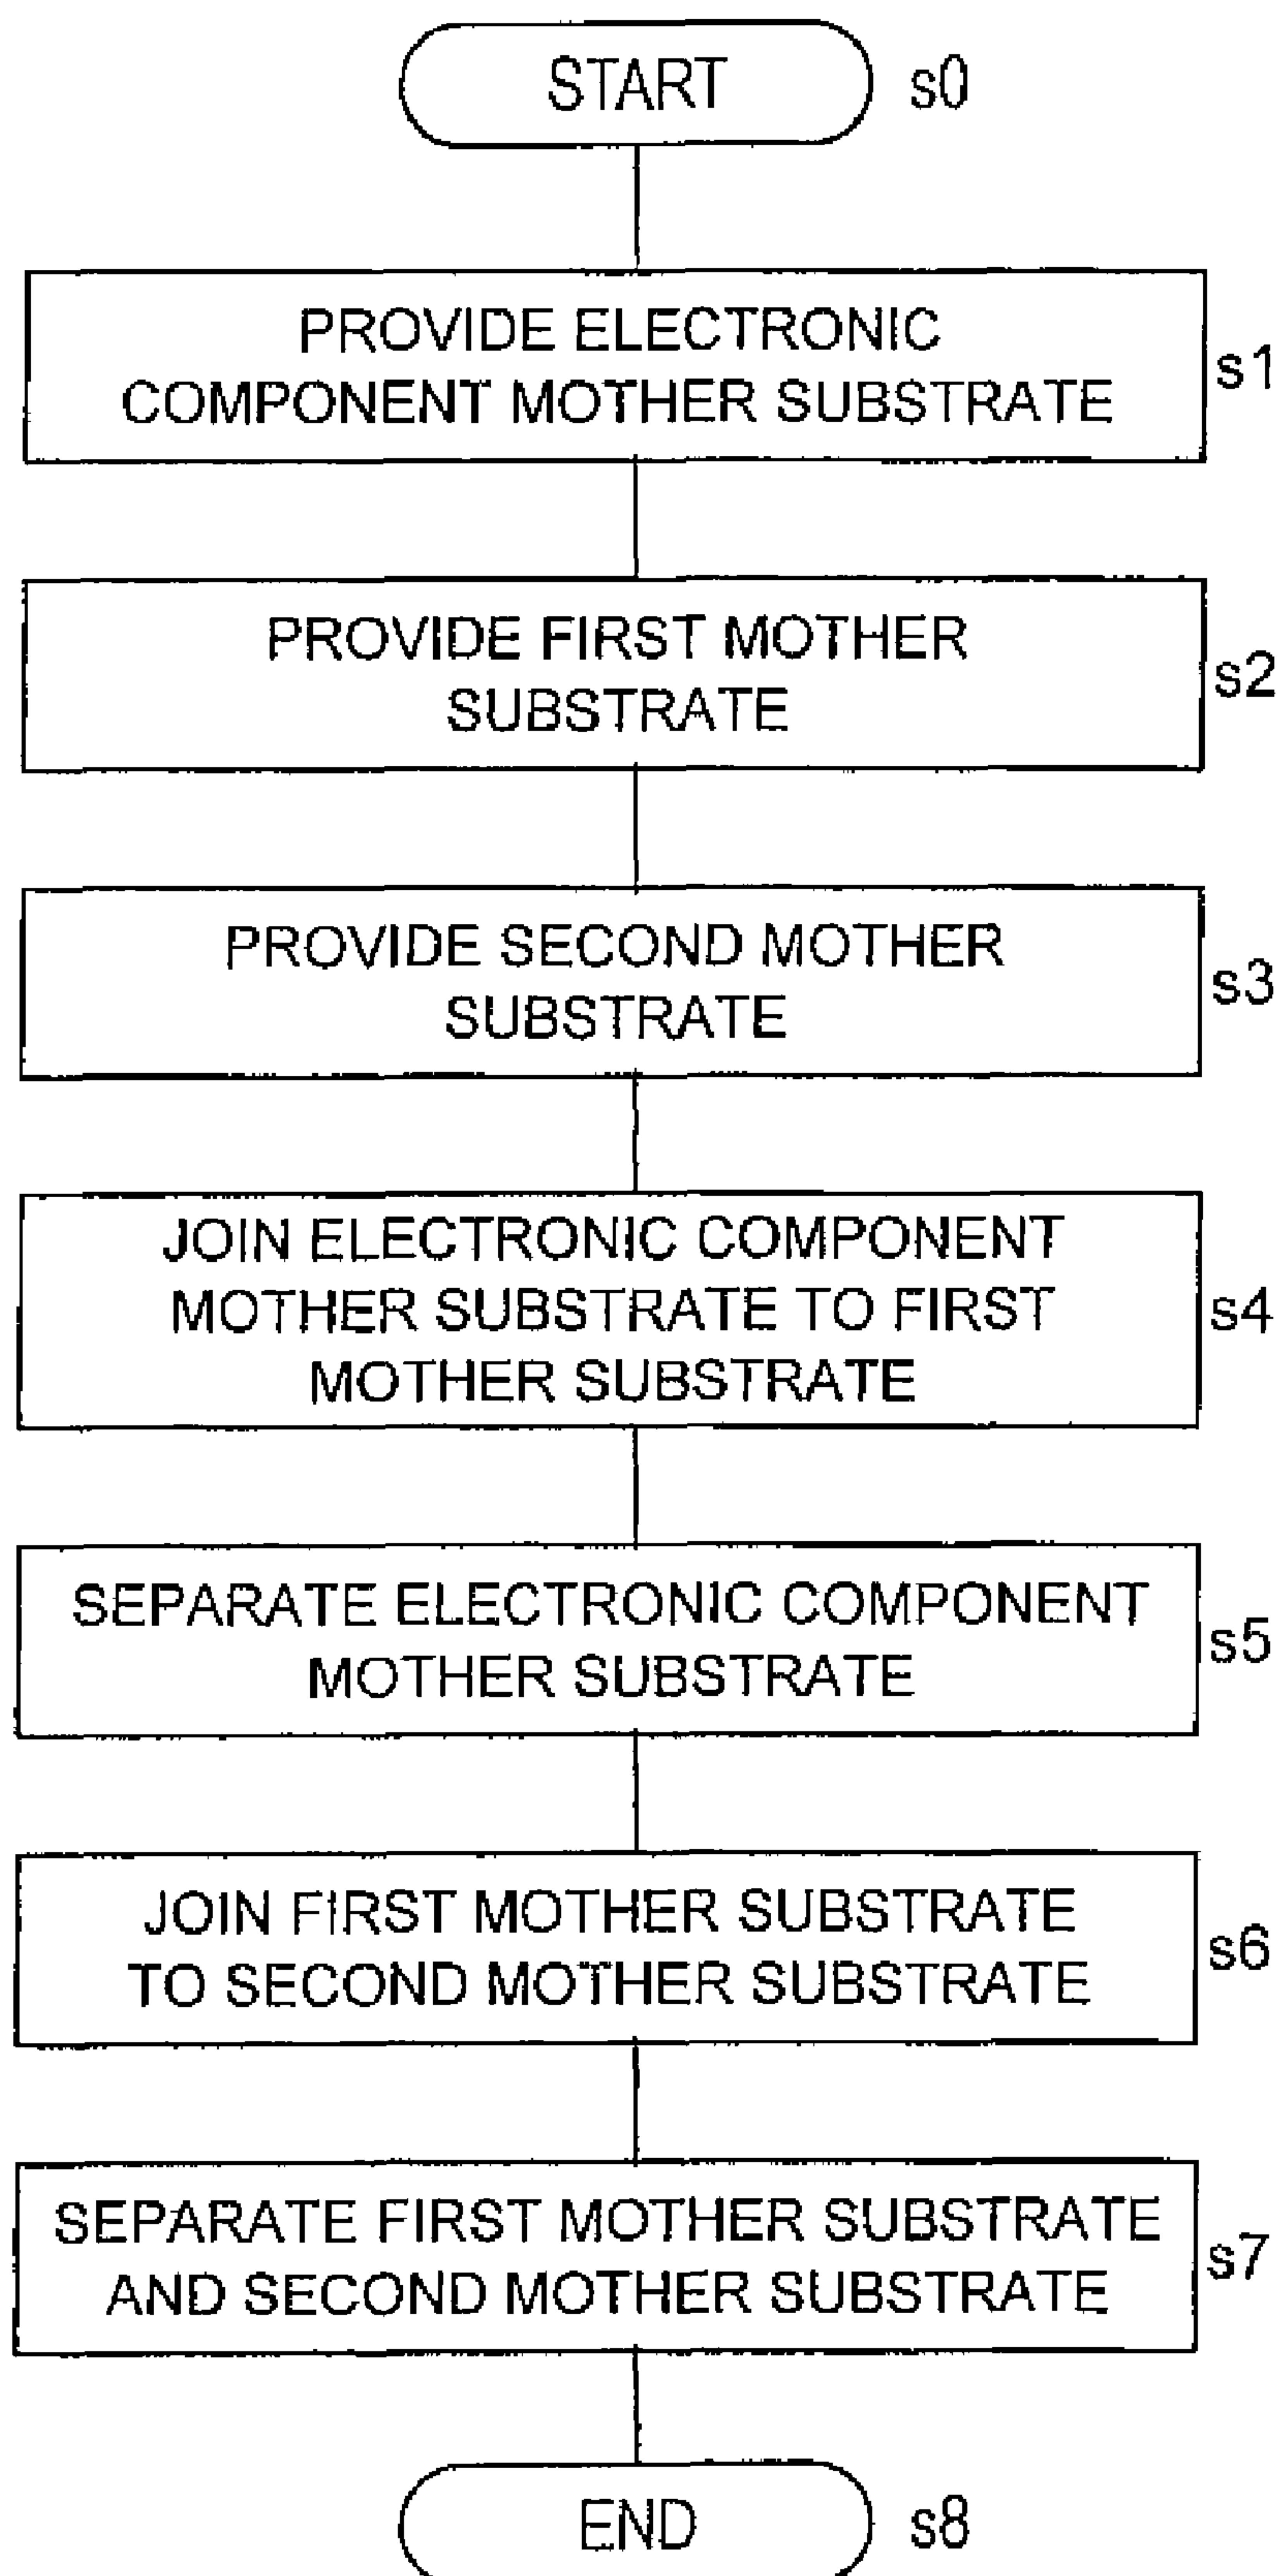 START s0
PROVIDE ELECTRONIC
COMPONENT MOTHER SUBSTRATE
s1
PROVIDE FIRST MOTHER
SUBSTRATE
s2
PROVIDE SECOND MOTHER
SUBSTRATE
s3
JOIN ELECTRONIC COMPONENT
MOTHER SUBSTRATE TO FIRST
MOTHER SUBSTRATE
s4
SEPARATE ELECTRONIC COMPONENT
MOTHER SUBSTRATE
s5
JOIN FIRST MOTHER SUBSTRATE
TO SECOND MOTHER SUBSTRATE
s6
SEPARATE FIRST MOTHER SUBSTRATE
AND SECOND MOTHER SUBSTRATE
s7
END s8